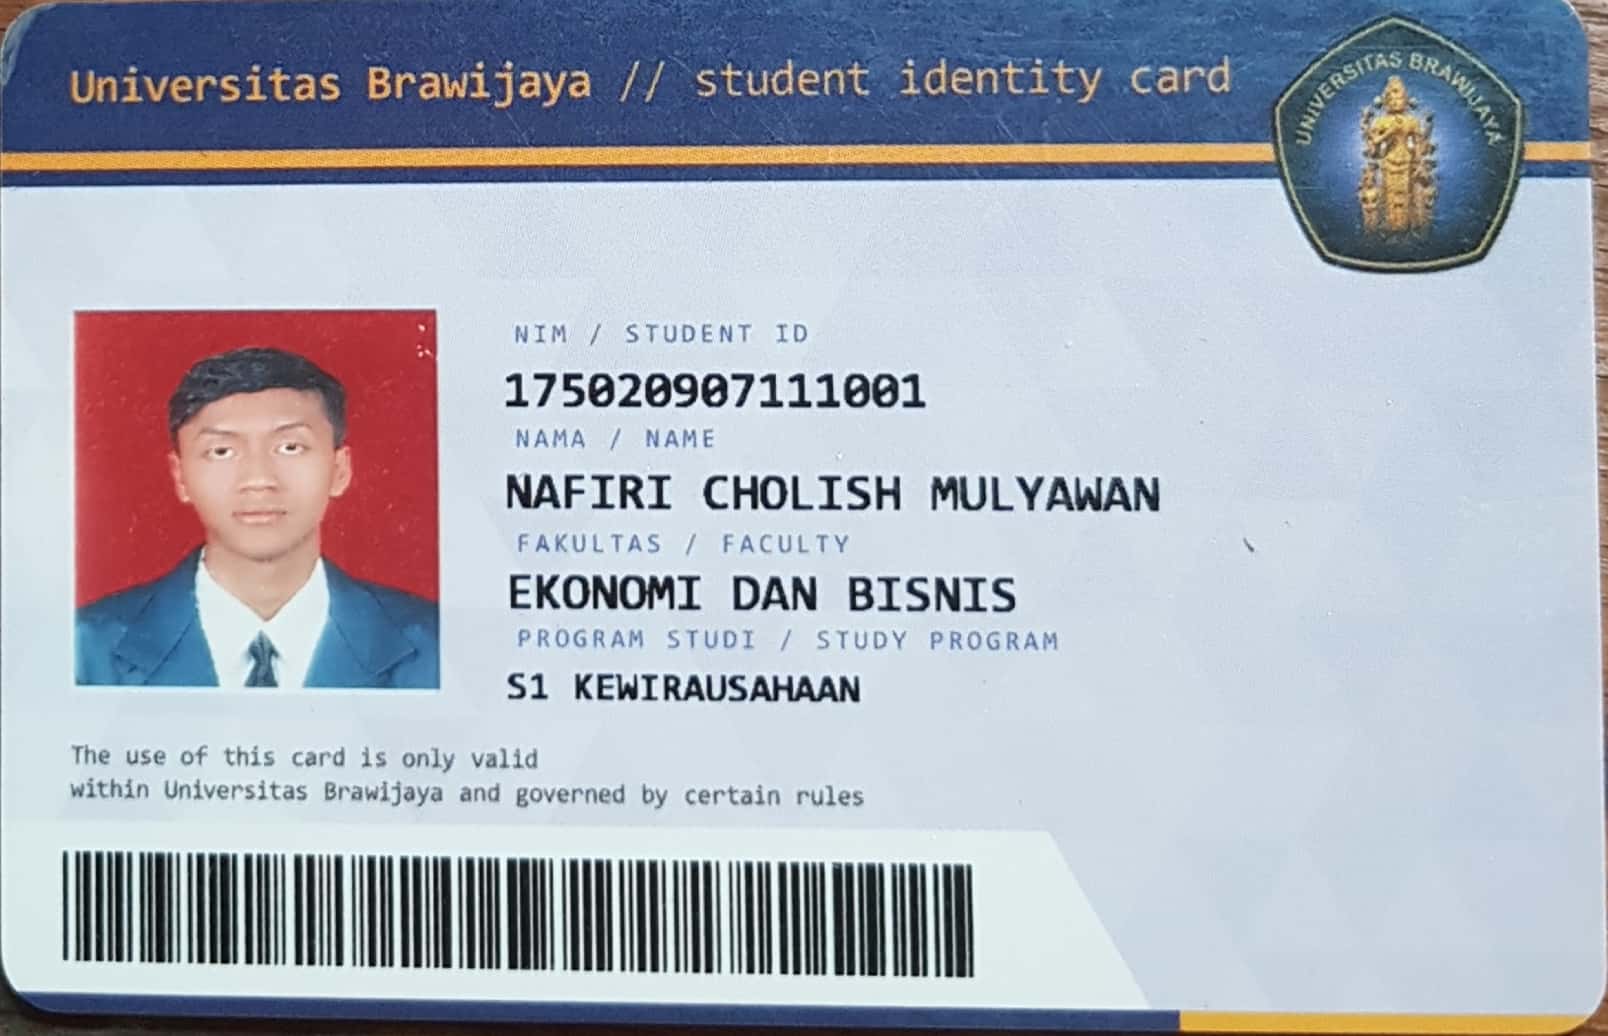 Universitas Brawijaya // student identity card
UNIVERSITAS BRAWIJAYA
NIM / STUDENT ID
175020907111001
NAMA / NAME
NAFIRI CHOLISH MULYAWAN
FAKULTAS / FACULTY
EKONOMI DAN BISNIS
PROGRAM STUDI / STUDY PROGRAM
S1 KEWIRAUSAHAAN
The use of this card is only valid
within Universitas Brawijaya and governed by certain rules